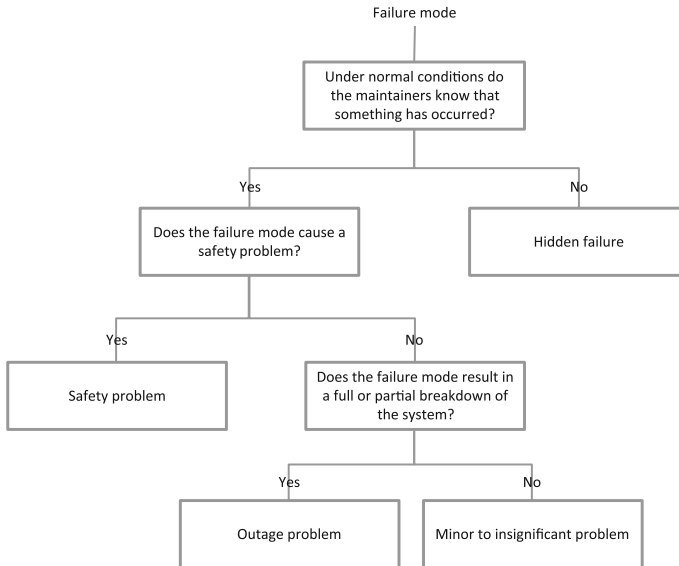 Failure mode
Under normal conditions do
the maintainers know that
something has occurred?
Yes
No
Does the failure mode cause a
safety problem?
Hidden failure
Yes
No
Safety problem
Does the failure mode result in
a full or partial breakdown of
the system?
Yes
No
Outage problem
Minor to insignificant problem